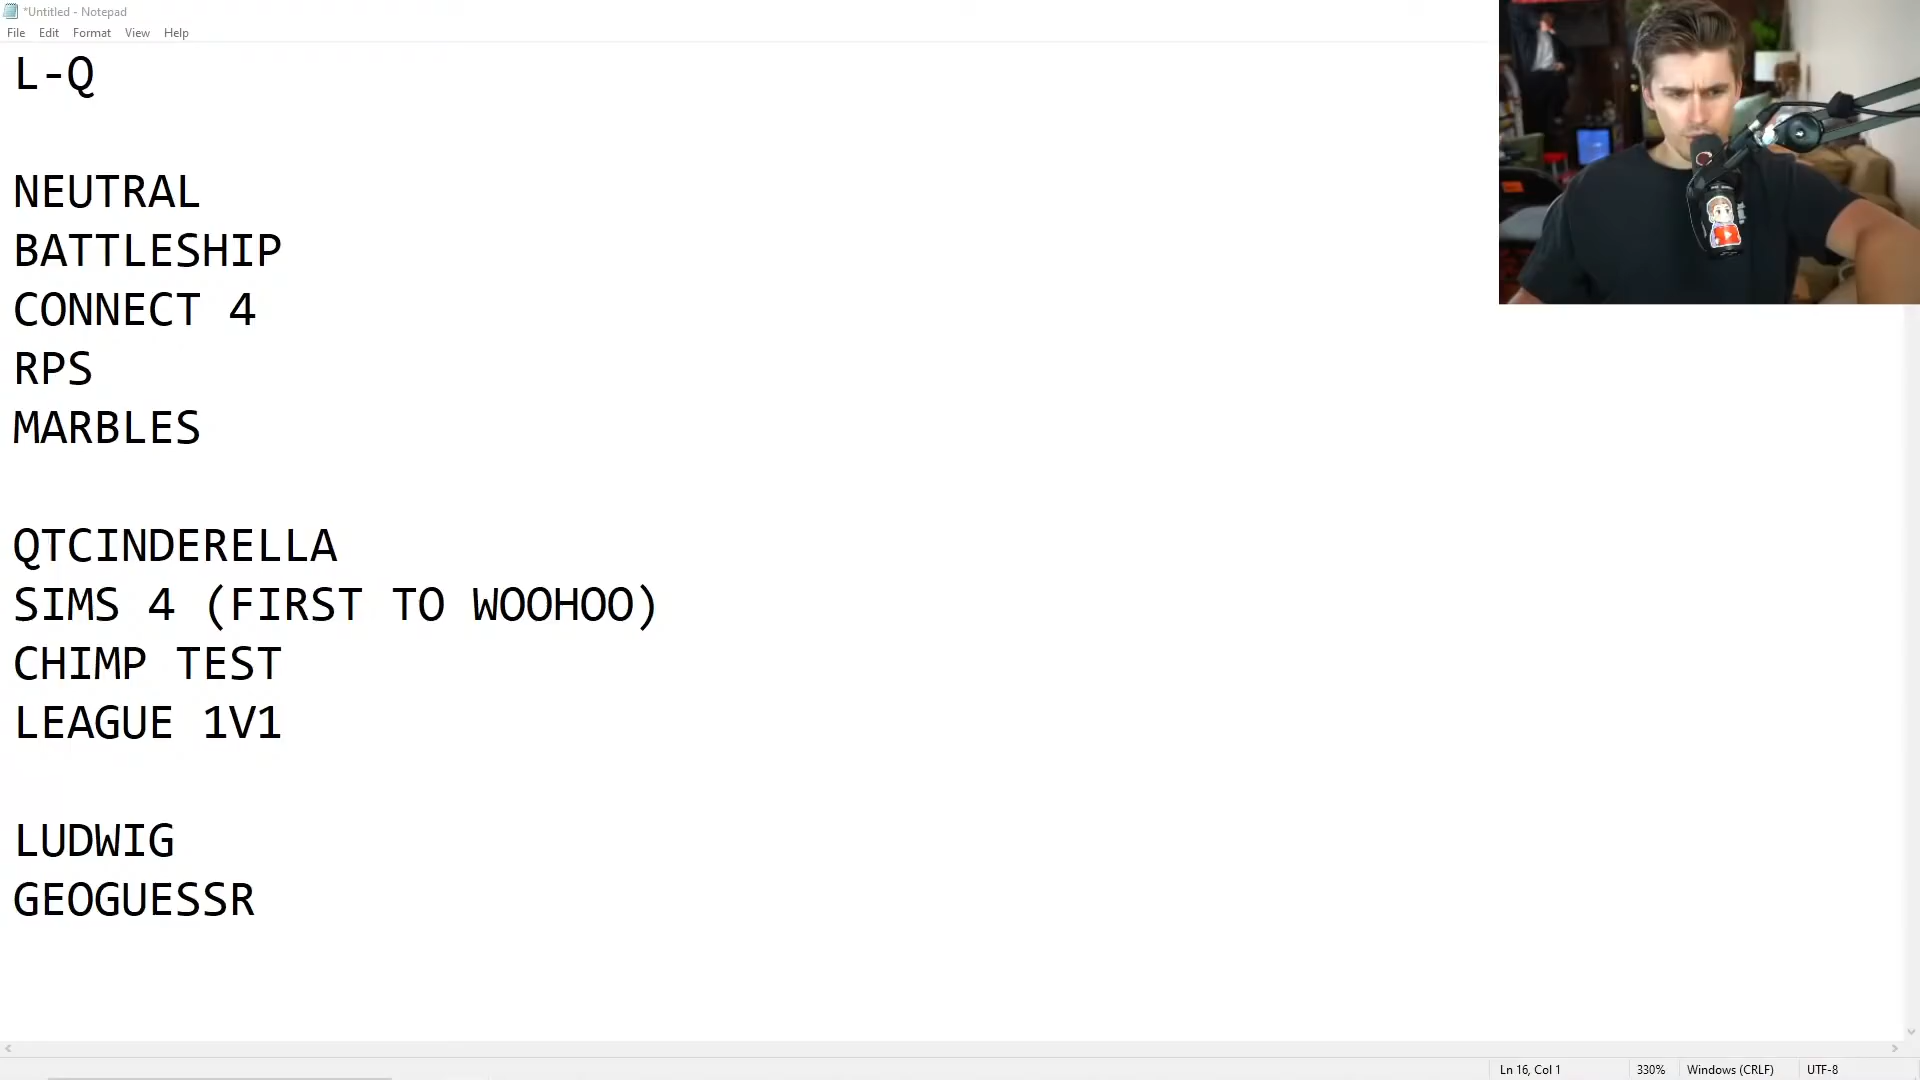 *Untitled - Notepad
File Edit Format View Help
L-Q
NEUTRAL
BATTLESHIP
CONNECT 4
RPS
MARBLES
QTCINDERELLA
SIMS 4 (FIRST TO WOOHOO)
CHIMP TEST
LEAGUE 1V1
LUDWIG
GEOGUESSR
Ln 16, Col 1 330% Windows (CRLF) UTF-8